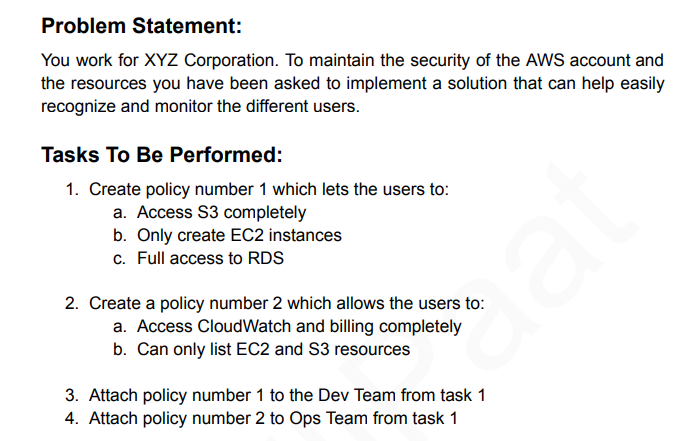 Problem Statement:
You work for XYZ Corporation. To maintain the security of the AWS account and
the resources you have been asked to implement a solution that can help easily
recognize and monitor the different users.
Tasks To Be Performed:
1. Create policy number 1 which lets the users to:
a. Access S3 completely
b. Only create EC2 instances
c. Full access to RDS
2. Create a policy number 2 which allows the users to:
a. Access CloudWatch and billing completely
b. Can only list EC2 and S3 resources
3. Attach policy number 1 to the Dev Team from task 1
4. Attach policy number 2 to Ops Team from task 1